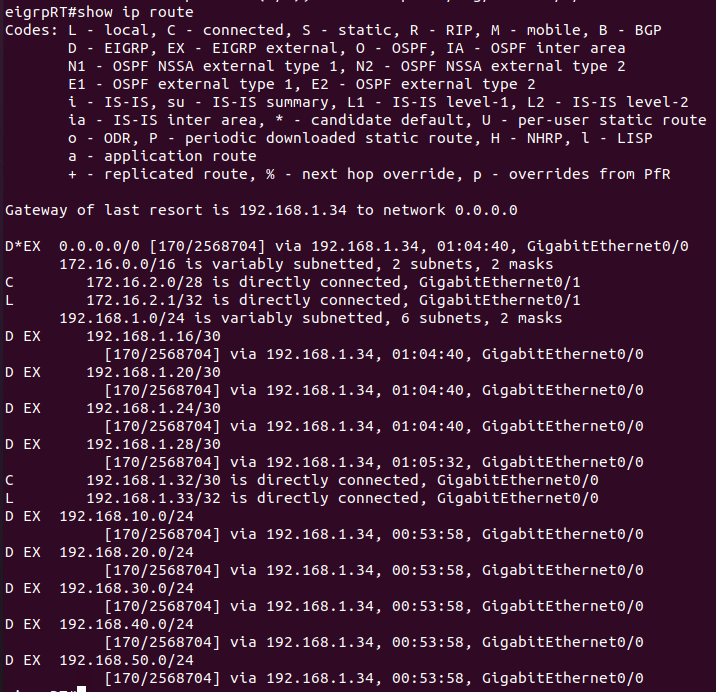 eigrpRT#show ip route
Codes: L - local, C - connected, S - static, R - RIP, M - mobile, B - BGP
       D - EIGRP, EX - EIGRP external, O - OSPF, IA - OSPF inter area
       N1 - OSPF NSSA external type 1, N2 - OSPF NSSA external type 2
       E1 - OSPF external type 1, E2 - OSPF external type 2
       i - IS-IS, su - IS-IS summary, L1 - IS-IS level-1, L2 - IS-IS level-2
       ia - IS-IS inter area, * - candidate default, U - per-user static route
       o - ODR, P - periodic downloaded static route, H - NHRP, l - LISP
       a - application route
       + - replicated route, % - next hop override, p - overrides from PfR

Gateway of last resort is 192.168.1.34 to network 0.0.0.0

D*EX  0.0.0.0/0 [170/2568704] via 192.168.1.34, 01:04:40, GigabitEthernet0/0
      172.16.0.0/16 is variably subnetted, 2 subnets, 2 masks
C        172.16.2.0/28 is directly connected, GigabitEthernet0/1
L        172.16.2.1/32 is directly connected, GigabitEthernet0/1
      192.168.1.0/24 is variably subnetted, 6 subnets, 2 masks
D EX     192.168.1.16/30
           [170/2568704] via 192.168.1.34, 01:04:40, GigabitEthernet0/0
D EX     192.168.1.20/30
           [170/2568704] via 192.168.1.34, 01:04:40, GigabitEthernet0/0
D EX     192.168.1.24/30
           [170/2568704] via 192.168.1.34, 01:04:40, GigabitEthernet0/0
D EX     192.168.1.28/30
           [170/2568704] via 192.168.1.34, 01:05:32, GigabitEthernet0/0
C        192.168.1.32/30 is directly connected, GigabitEthernet0/0
L        192.168.1.33/32 is directly connected, GigabitEthernet0/0
D EX  192.168.10.0/24
           [170/2568704] via 192.168.1.34, 00:53:58, GigabitEthernet0/0
D EX  192.168.20.0/24
           [170/2568704] via 192.168.1.34, 00:53:58, GigabitEthernet0/0
D EX  192.168.30.0/24
           [170/2568704] via 192.168.1.34, 00:53:58, GigabitEthernet0/0
D EX  192.168.40.0/24
           [170/2568704] via 192.168.1.34, 00:53:58, GigabitEthernet0/0
D EX  192.168.50.0/24
           [170/2568704] via 192.168.1.34, 00:53:58, GigabitEthernet0/0